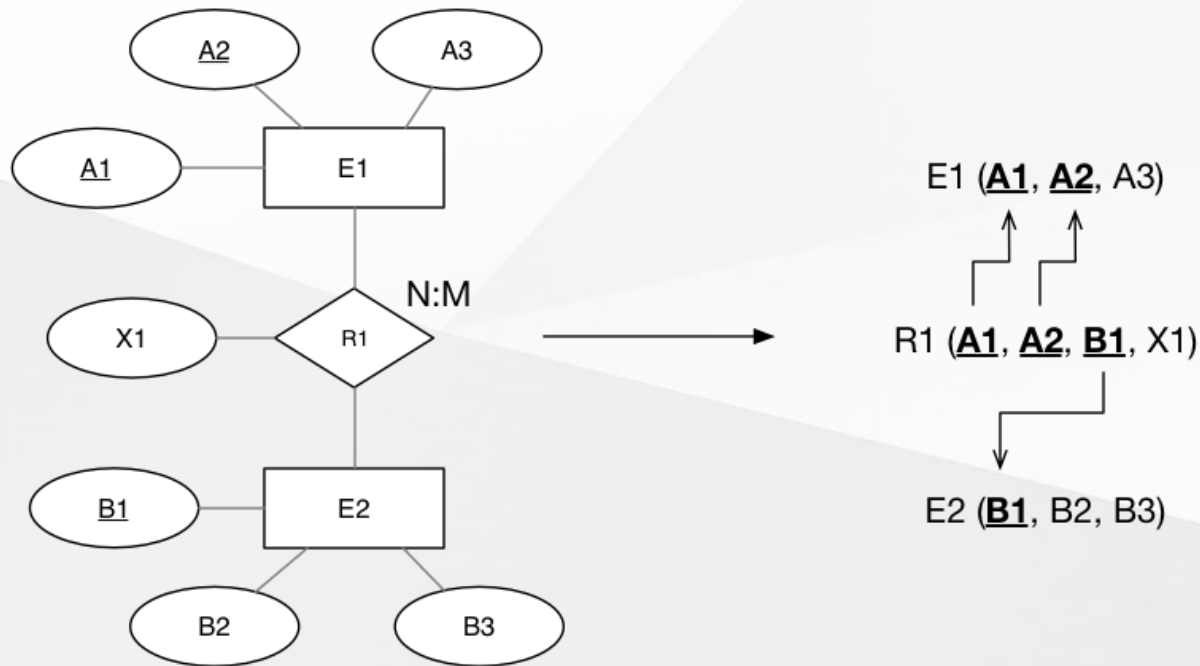 A2
A3
A1
E1
E1 (A1, A2, A3)
N:M
X1
R1
R1 (A1, A2, B1, X1)
B1
E2
E2 (B1, B2, B3)
B2
B3